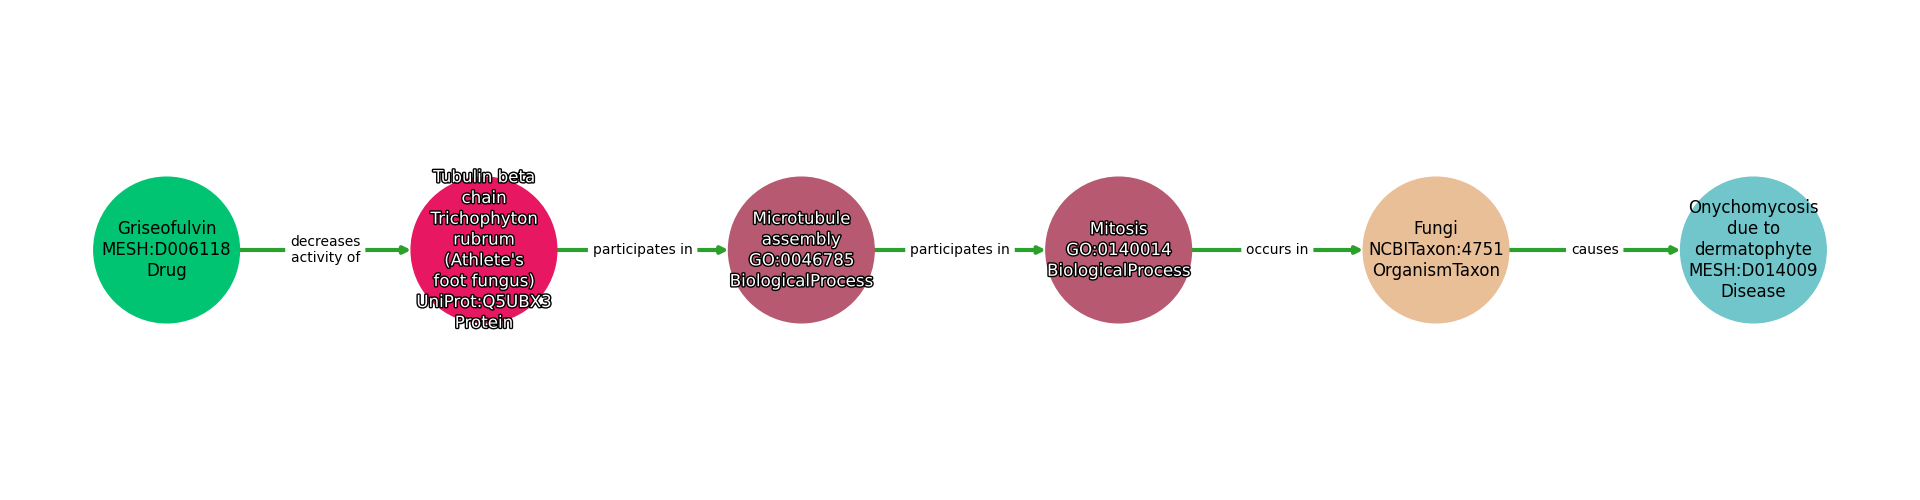 Griseofulvin
MESH:D006118
Drug
decreases
activity of
Tubulin beta
chain
Trichophyton
rubrum
(Athlete's
foot fungus)
UniProt:Q5UBX3
Protein
participates in
Microtubule
assembly
GO:0046785
BiologicalProcess
participates in
Mitosis
GO:0140014
BiologicalProcess
occurs in
Fungi
NCBITaxon:4751
OrganismTaxon
causes
Onychomycosis
due to
dermatophyte
MESH:D014009
Disease